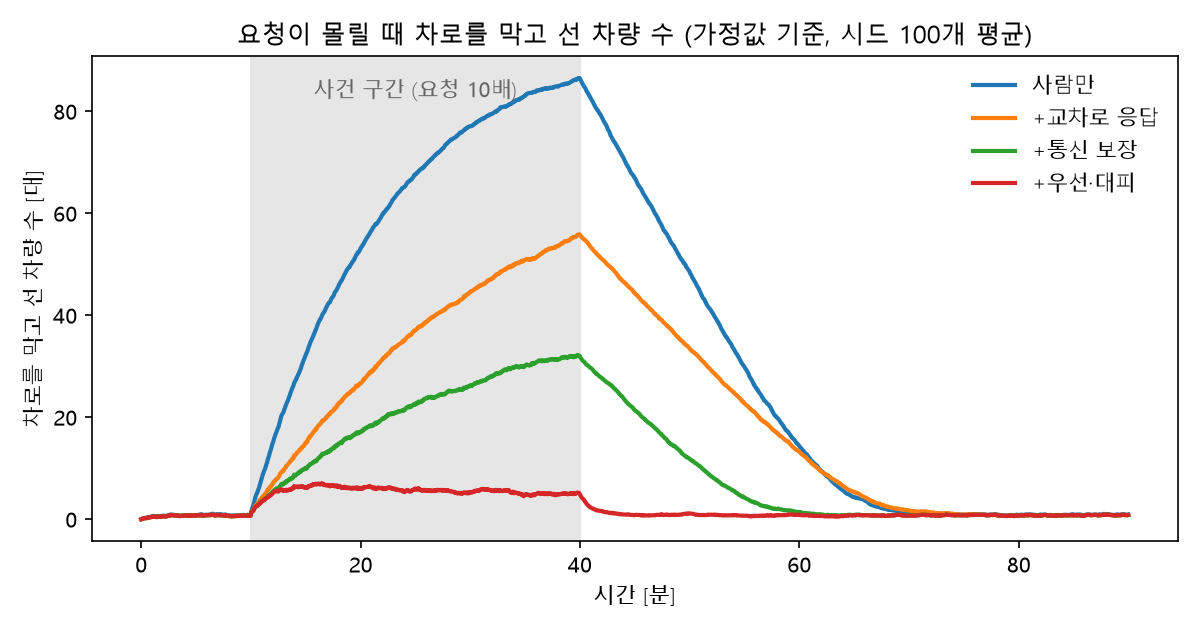 요청이 몰릴 때 차로를 막고 선 차량 수 (가정값 기준, 시드 100개 평균)
사건 구간 (요청 10배)
사람만
+교차로 응답
+통신 보장
+우선·대피
차로를 막고 선 차량 수 [대]
80
60
40
20
0
0 20 40 60 80
시간 [분]